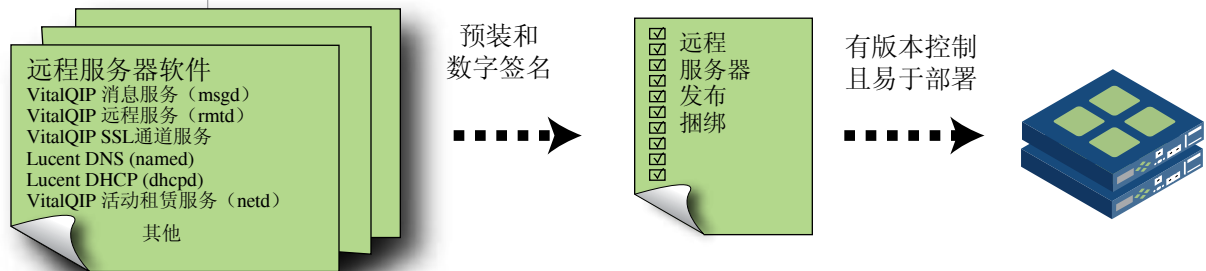 远程服务器软件
VitalQIP 消息服务（msgd）
VitalQIP 远程服务（rmtd）
VitalQIP SSL通道服务
Lucent DNS (named)
Lucent DHCP (dhcpd)
VitalQIP 活动租赁服务（netd）
其他
预装和
数字签名
远程
服务器
发布
捆绑
有版本控制
且易于部署